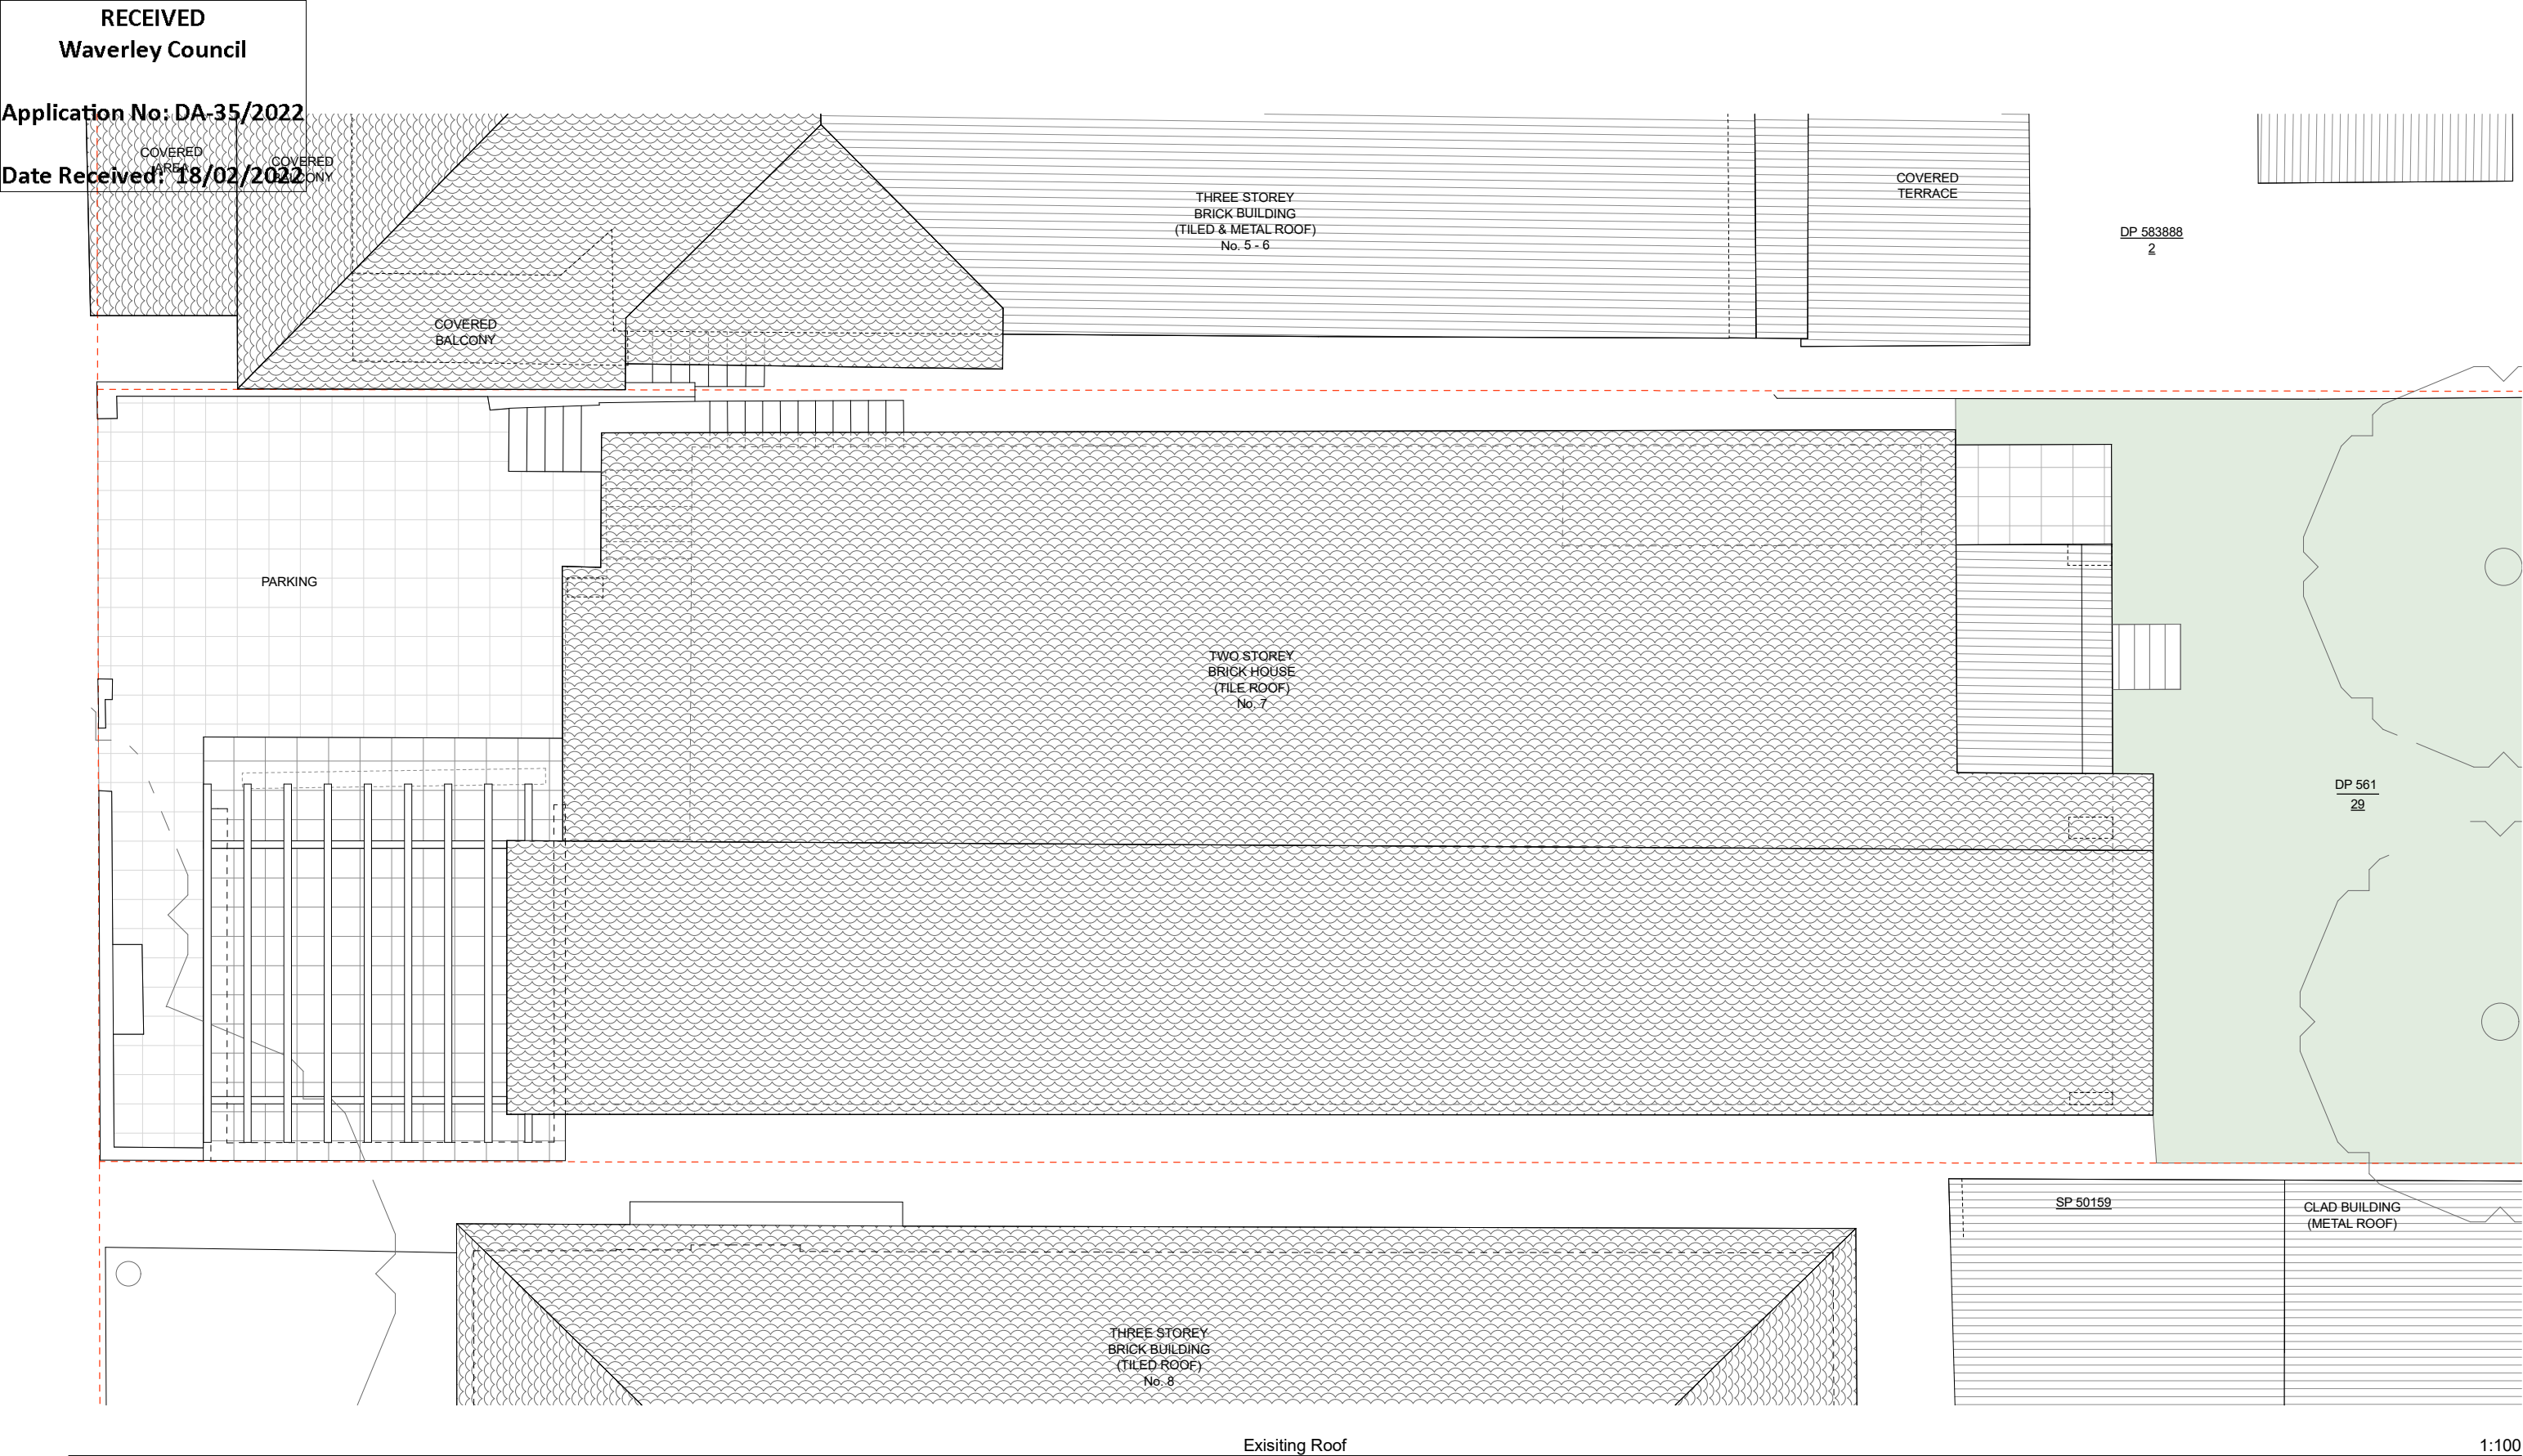 RECEIVED
Waverley Council
Application No: DA-35/2022
Date Received: 18/02/2022
COVERED
AREA
COVERED
BALCONY
COVERED
BALCONY
THREE STOREY
BRICK BUILDING
(TILED & METAL ROOF)
No. 5 - 6
COVERED
TERRACE
DP 583888
2
PARKING
TWO STOREY
BRICK HOUSE
(TILE ROOF)
No. 7
DP 561
29
SP 50159
CLAD BUILDING
(METAL ROOF)
THREE STOREY
BRICK BUILDING
(TILED ROOF)
No. 8
Exisiting Roof
1:100